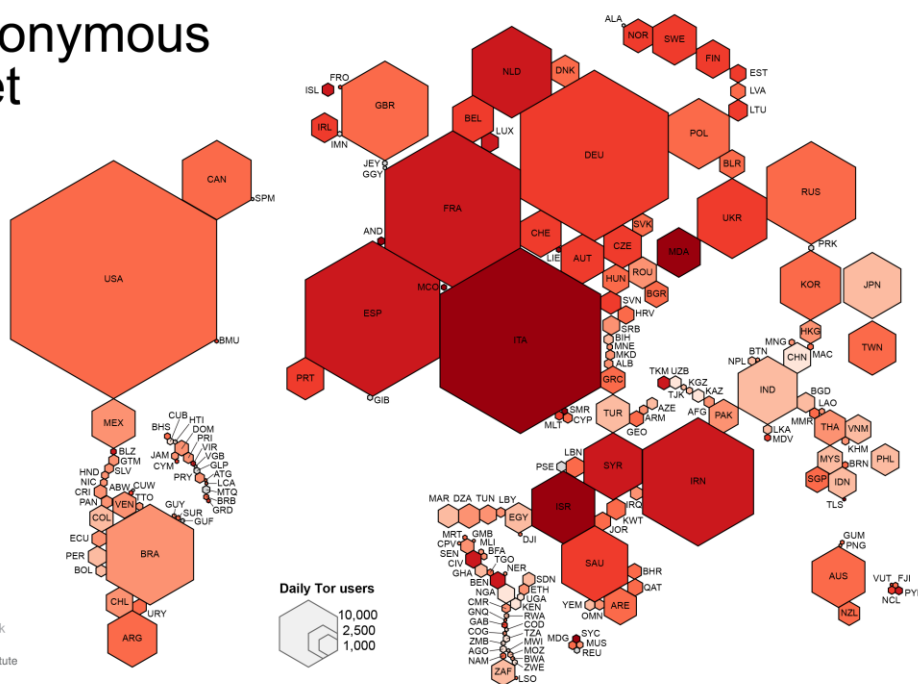 onymous
et
ALA
NOR
SWE
FIN
EST
LVA
LTU
NLD
DNK
FRO
ISL
GBR
IRL
IMN
BEL
LUX
JEY
GGY
DEU
POL
BLR
CAN
SPM
USA
BMU
FRA
AND
CHE
LIE
AUT
CZE
SVK
MDA
UKR
RUS
PRK
HUN
ROU
BGR
MCO
ESP
ITA
SVN
HRV
SRB
BIH
MNE
MKD
ALB
GRC
PRT
GIB
KOR
JPN
HKG
TWN
MNG
MAC
CHN
BTN
NPL
IND
BGD
LAO
MMR
LKA
MDV
THA
VNM
KHM
MYS
BRN
PHL
SGP
IDN
TLS
TKM
UZB
TJK
KGZ
KAZ
AFG
PAK
SMR
MLT
CYP
TUR
AZE
ARM
GEO
LBN
PSE
SYR
IRN
IRQ
KWT
JOR
ISR
MAR
DZA
TUN
LBY
EGY
DJI
SAU
BHR
QAT
YEM
OMN
ARE
MEX
BLZ
GTM
SLV
HND
NIC
CRI
PAN
CUB
HTI
BHS
DOM
PRI
VIR
VGB
JAM
CYM
GLP
PRY
ATG
LCA
MTQ
BRB
GRD
ABW
CUW
VEN
TTO
COL
GUY
SUR
GUF
ECU
PER
BOL
BRA
CHL
URY
ARG
MRT
GMB
CPV
MLI
SEN
BFA
CIV
TGO
GHA
NER
BEN
SDN
NGA
ETH
UGA
CMR
KEN
GNQ
RWA
GAB
COD
COG
TZA
ZMB
MWI
AGO
MOZ
NAM
BWA
ZWE
ZAF
LSO
MDG
SYC
MUS
REU
GUM
PNG
AUS
NZL
VUT
FJI
NCL
Daily Tor users
10,000
2,500
1,000
k
tute